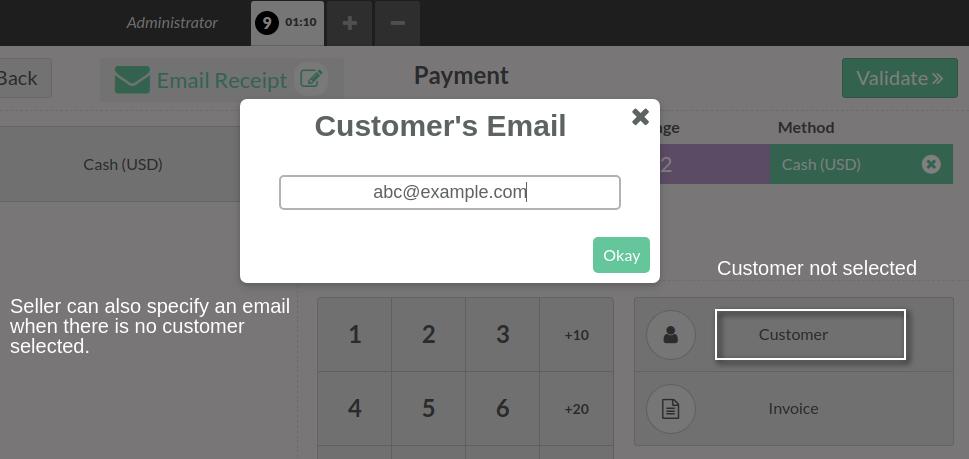 Administrator
9 01:10 + −
Back
Email Receipt
Payment
Validate »
Customer's Email
Method
Cash (USD)
2
Cash (USD)
abc@example.com
Okay
Customer not selected
Seller can also specify an email
when there is no customer
selected.
1 2 3 +10
Customer
4 5 6 +20
Invoice